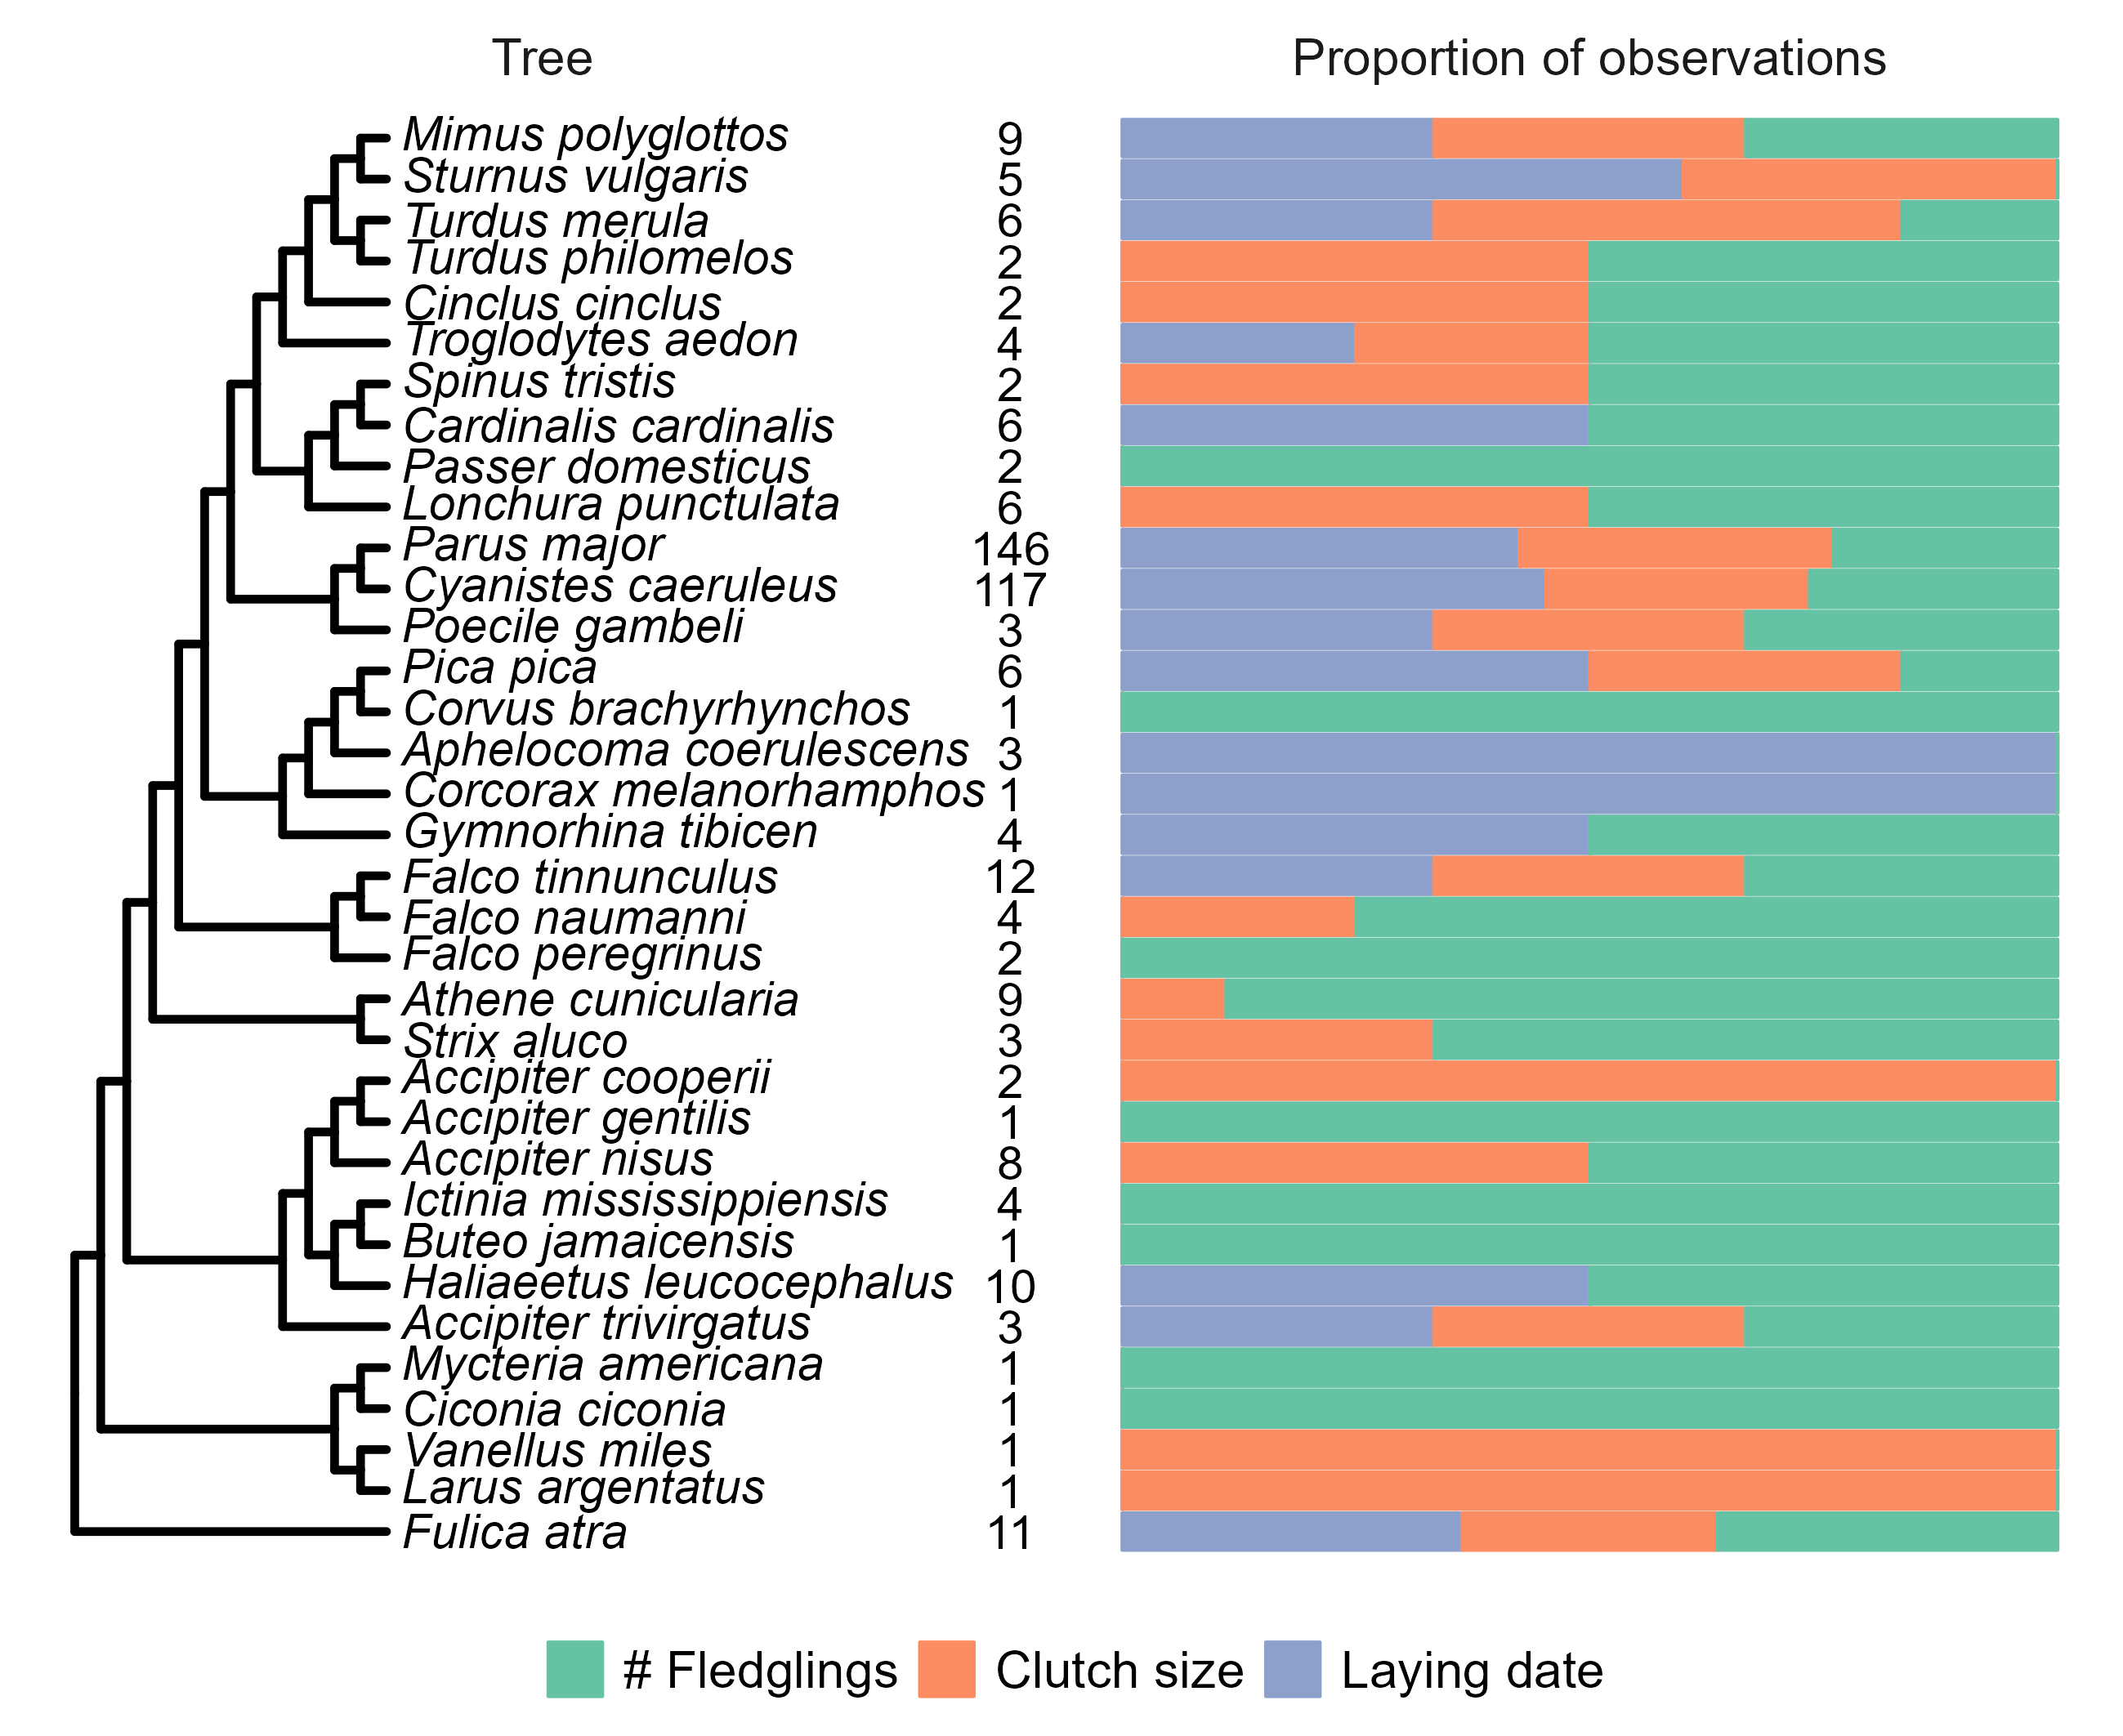 Tree Proportion of observations
Mimus polyglottos 9
Sturnus vulgaris 5
Turdus merula 6
Turdus philomelos 2
Cinclus cinclus 2
Troglodytes aedon 4
Spinus tristis 2
Cardinalis cardinalis 6
Passer domesticus 2
Lonchura punctulata 6
Parus major 146
Cyanistes caeruleus 117
Poecile gambeli 3
Pica pica 6
Corvus brachyrhynchos 1
Aphelocoma coerulescens 3
Corcorax melanorhamphos 1
Gymnorhina tibicen 4
Falco tinnunculus 12
Falco naumanni 4
Falco peregrinus 2
Athene cunicularia 9
Strix aluco 3
Accipiter cooperii 2
Accipiter gentilis 1
Accipiter nisus 8
Ictinia mississippiensis 4
Buteo jamaicensis 1
Haliaeetus leucocephalus 10
Accipiter trivirgatus 3
Mycteria americana 1
Ciconia ciconia 1
Vanellus miles 1
Larus argentatus 1
Fulica atra 11
# Fledglings Clutch size Laying date